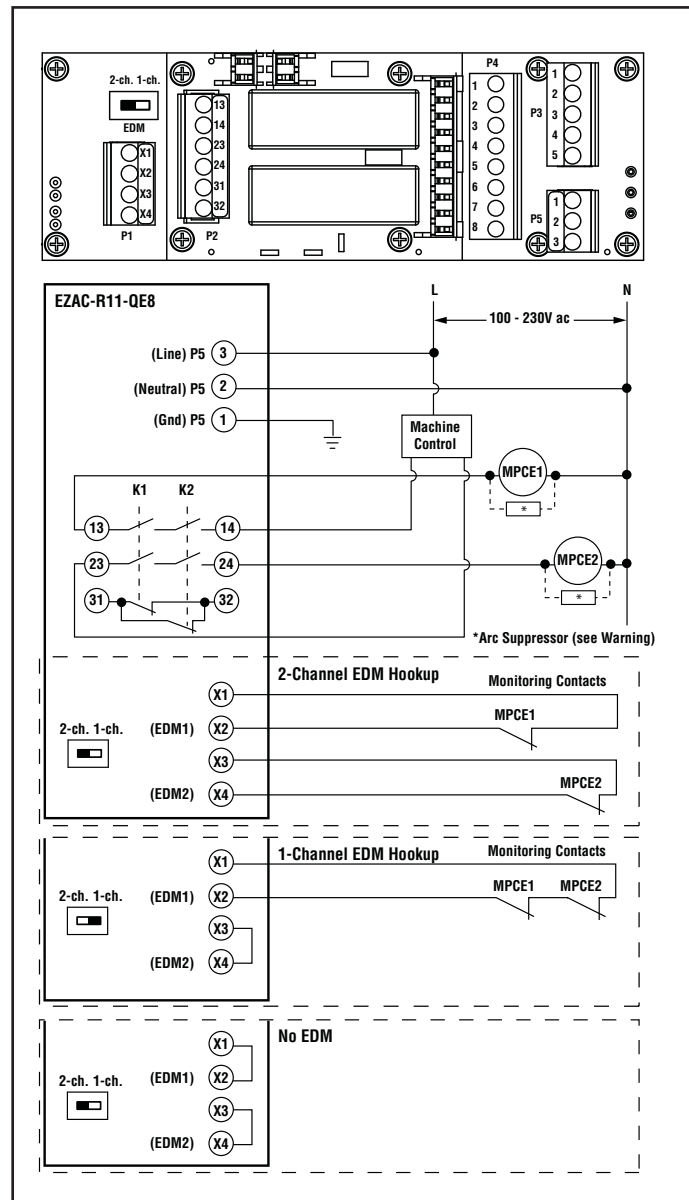 2-ch. 1-ch.
EDM
X1
X2
X3
X4
P1
13
14
23
24
31
32
P2
P4
1
2
3
4
5
6
7
8
P3
1
2
3
4
5
P5
1
2
3
EZAC-R11-QE8
L
N
100 - 230V ac
(Line) P5 3
(Neutral) P5 2
(Gnd) P5 1
Machine
Control
MPCE1
*
K1 K2
13 14
23 24
MPCE2
*
31 32
*Arc Suppressor (see Warning)
2-Channel EDM Hookup
Monitoring Contacts
X1
MPCE1
2-ch. 1-ch.
(EDM1) X2
X3
MPCE2
(EDM2) X4
1-Channel EDM Hookup
Monitoring Contacts
X1
MPCE1 MPCE2
2-ch. 1-ch.
(EDM1) X2
X3
(EDM2) X4
No EDM
X1
2-ch. 1-ch.
(EDM1) X2
X3
(EDM2) X4